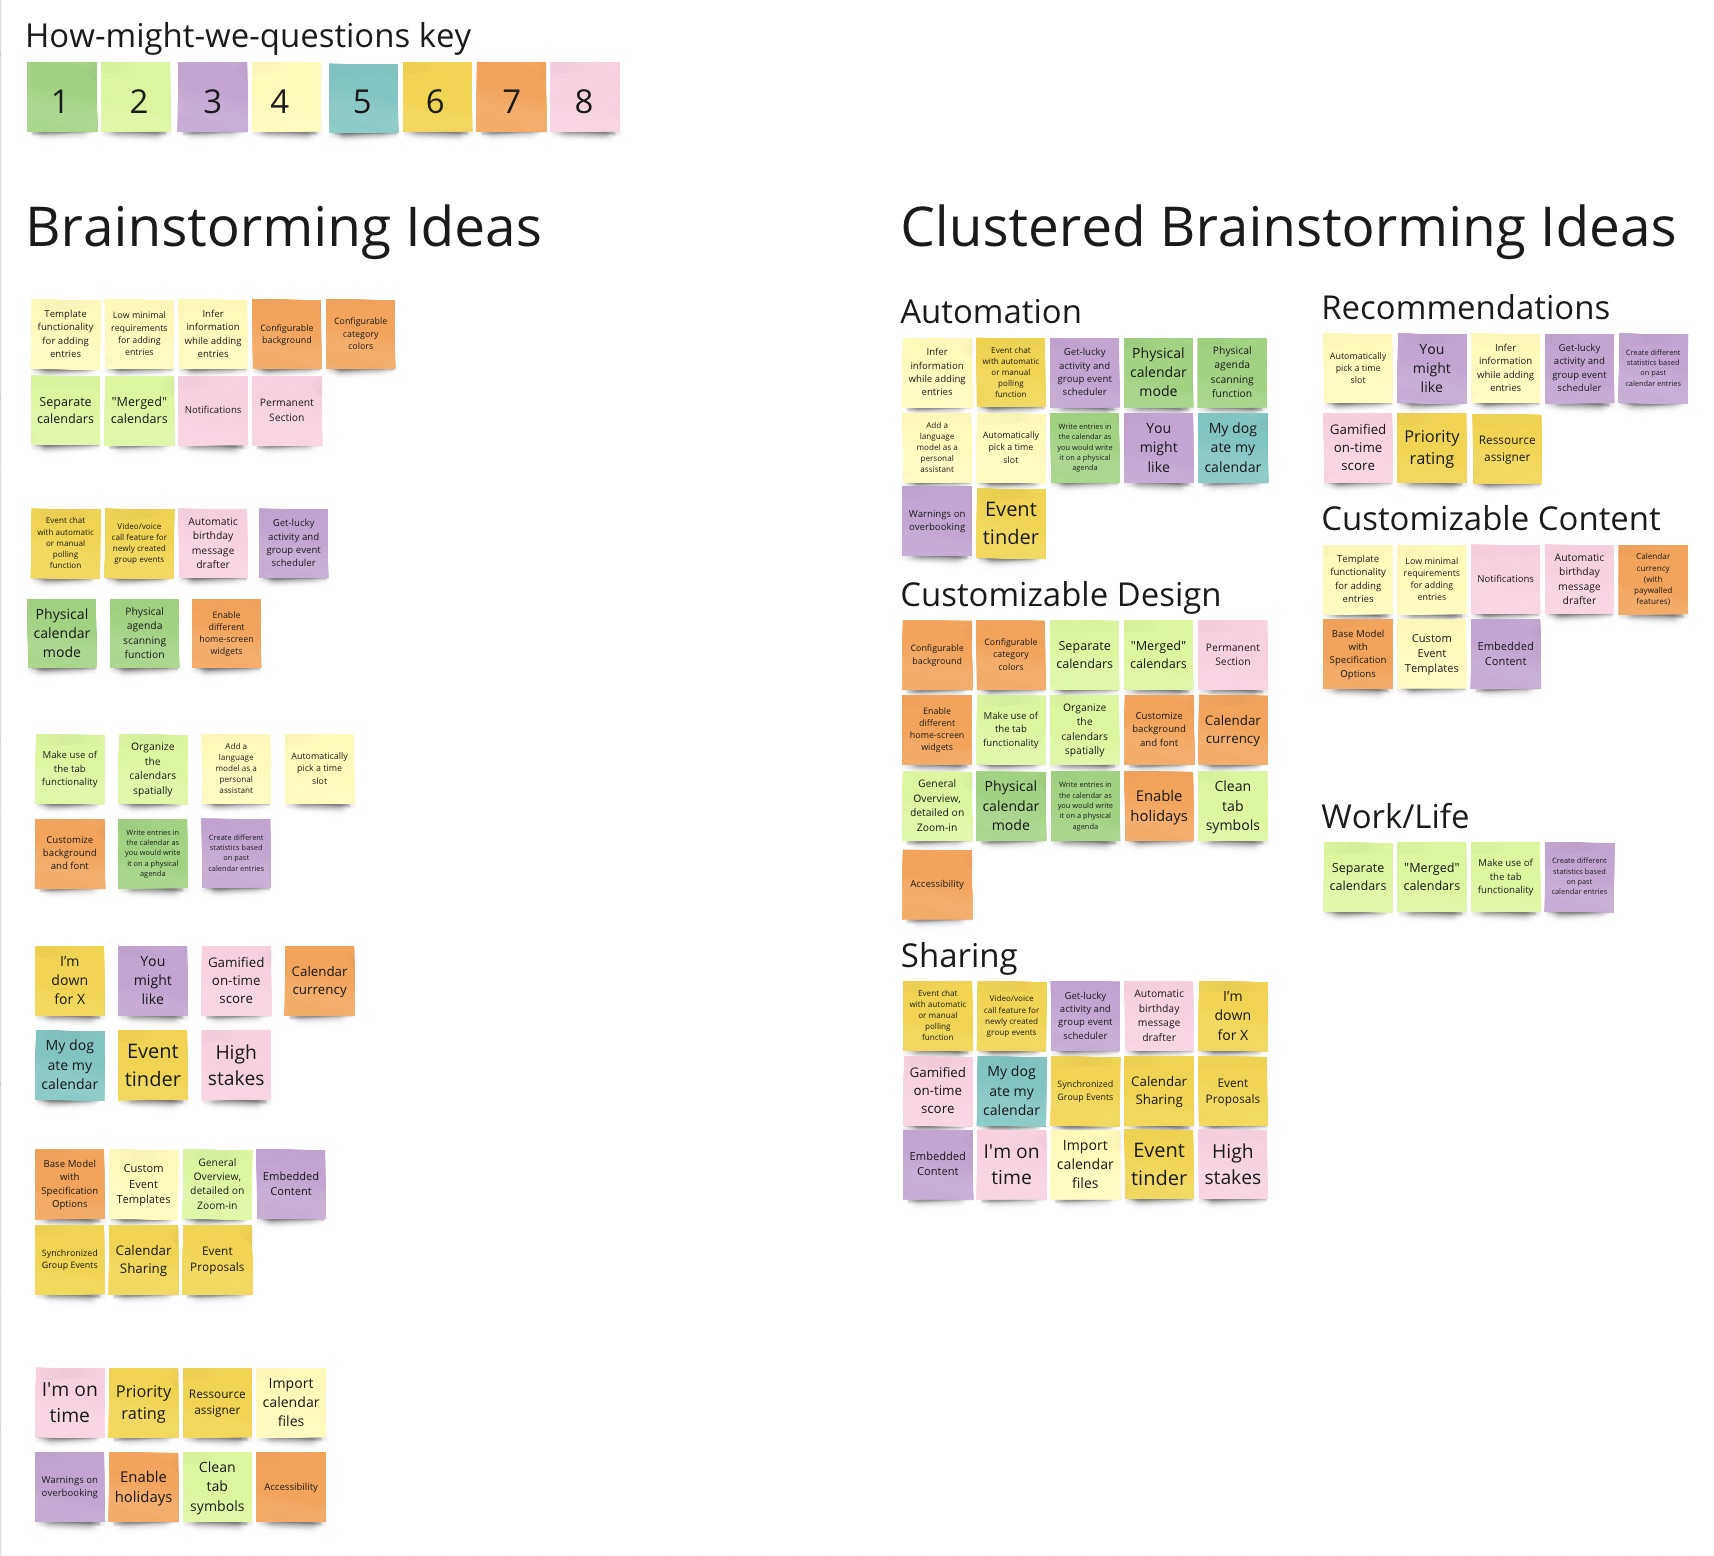 How-might-we-questions key
1 2 3 4 5 6 7 8
Brainstorming Ideas
Template
functionality
for adding
entries
Low minimal
requirements
for adding
entries
Infer
information
while adding
entries
Configurable
background
Configurable
category
colors
Separate
calendars
"Merged"
calendars
Notifications
Permanent
Section
Event chat
with automatic
or manual
polling
function
Video/voice
call feature for
newly created
group events
Automatic
birthday
message
drafter
Get-lucky
activity and
group event
scheduler
Physical
calendar
mode
Physical
agenda
scanning
function
Enable
different
home-screen
widgets
Make use of
the tab
functionality
Organize
the
calendars
spatially
Add a
language
model as a
personal
assistant
Automatically
pick a time
slot
Customize
background
and font
Write entries in
the calendar as
you would write
it on a physical
agenda
Create different
statistics based
on past
calendar entries
I'm
down
for X
You
might
like
Gamified
on-time
score
Calendar
currency
My dog
ate my
calendar
Event
tinder
High
stakes
Base Model
with
Specification
Options
Custom
Event
Templates
General
Overview,
detailed on
Zoom-in
Embedded
Content
Synchronized
Group Events
Calendar
Sharing
Event
Proposals
I'm on
time
Priority
rating
Ressource
assigner
Import
calendar
files
Warnings on
overbooking
Enable
holidays
Clean
tab
symbols
Accessibility
Clustered Brainstorming Ideas
Automation
Infer
information
while adding
entries
Event chat
with automatic
or manual
polling
function
Get-lucky
activity and
group event
scheduler
Physical
calendar
mode
Physical
agenda
scanning
function
Add a
language
model as a
personal
assistant
Automatically
pick a time
slot
Write entries in
the calendar as
you would write
it on a physical
agenda
You
might
like
My dog
ate my
calendar
Warnings on
overbooking
Event
tinder
Customizable Design
Configurable
background
Configurable
category
colors
Separate
calendars
"Merged"
calendars
Permanent
Section
Enable
different
home-screen
widgets
Make use of
the tab
functionality
Organize
the
calendars
spatially
Customize
background
and font
Calendar
currency
General
Overview,
detailed on
Zoom-in
Physical
calendar
mode
Write entries in
the calendar as
you would write
it on a physical
agenda
Enable
holidays
Clean
tab
symbols
Accessibility
Sharing
Event chat
with automatic
or manual
polling
function
Video/voice
call feature for
newly created
group events
Get-lucky
activity and
group event
scheduler
Automatic
birthday
message
drafter
I'm
down
for X
Gamified
on-time
score
My dog
ate my
calendar
Synchronized
Group Events
Calendar
Sharing
Event
Proposals
Embedded
Content
I'm on
time
Import
calendar
files
Event
tinder
High
stakes
Recommendations
Automatically
pick a time
slot
You
might
like
Infer
information
while adding
entries
Get-lucky
activity and
group event
scheduler
Create different
statistics based
on past
calendar entries
Gamified
on-time
score
Priority
rating
Ressource
assigner
Customizable Content
Template
functionality
for adding
entries
Low minimal
requirements
for adding
entries
Notifications
Automatic
birthday
message
drafter
Calendar
currency
(with
paywalled
features)
Base Model
with
Specification
Options
Custom
Event
Templates
Embedded
Content
Work/Life
Separate
calendars
"Merged"
calendars
Make use of
the tab
functionality
Create different
statistics based
on past
calendar entries